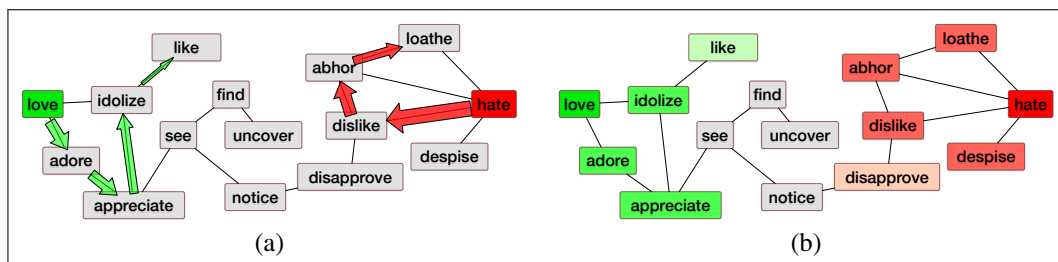 like
loathe
abhor
find
love
idolize
hate
dislike
see
uncover
adore
despise
disapprove
notice
appreciate
(a)
like
loathe
abhor
find
love
idolize
hate
dislike
see
uncover
adore
despise
disapprove
notice
appreciate
(b)